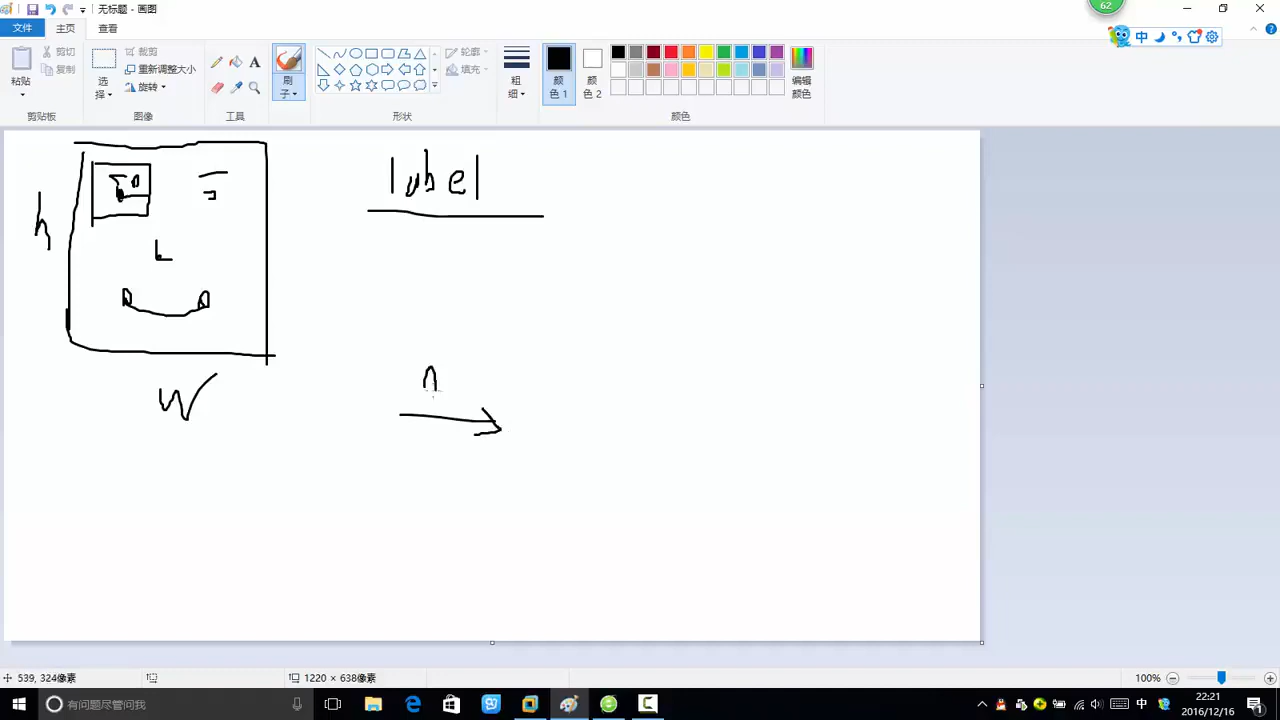 无标题 - 画图
62
文件 主页 查看
粘贴
剪切
复制
选择
裁剪
重新调整大小
旋转
A
刷子
轮廓
填充
粗细
颜色 1
颜色 2
编辑颜色
中
剪贴板 图像 工具 形状 颜色
label
h
W
539, 324像素 1220 × 638像素 100%
有问题尽管问我
中
22:21
2016/12/16